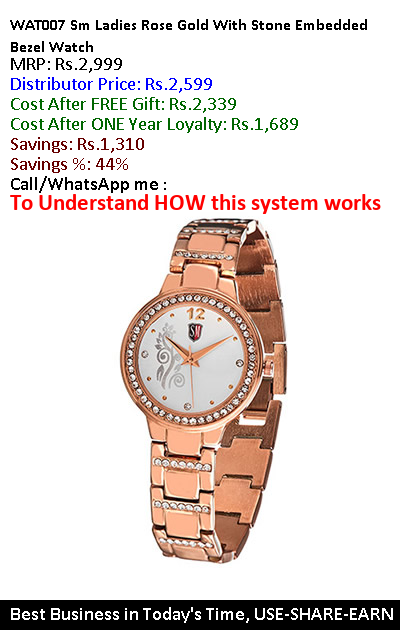 WAT007 Sm Ladies Rose Gold With Stone Embedded
Bezel Watch
MRP: Rs.2,999
Distributor Price: Rs.2,599
Cost After FREE Gift: Rs.2,339
Cost After ONE Year Loyalty: Rs.1,689
Savings: Rs.1,310
Savings %: 44%
Call/WhatsApp me :
To Understand HOW this system works
12
SM
Best Business in Today's Time, USE-SHARE-EARN